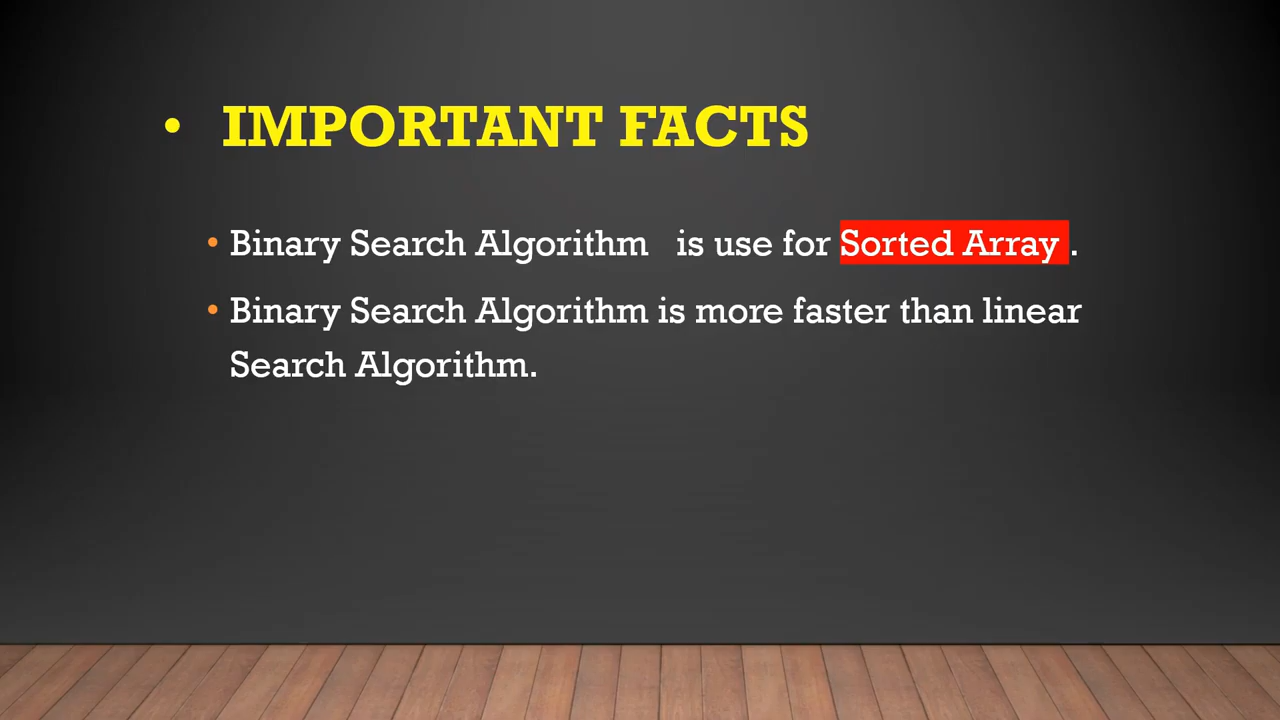 • IMPORTANT FACTS
• Binary Search Algorithm is use for Sorted Array .
• Binary Search Algorithm is more faster than linear
Search Algorithm.